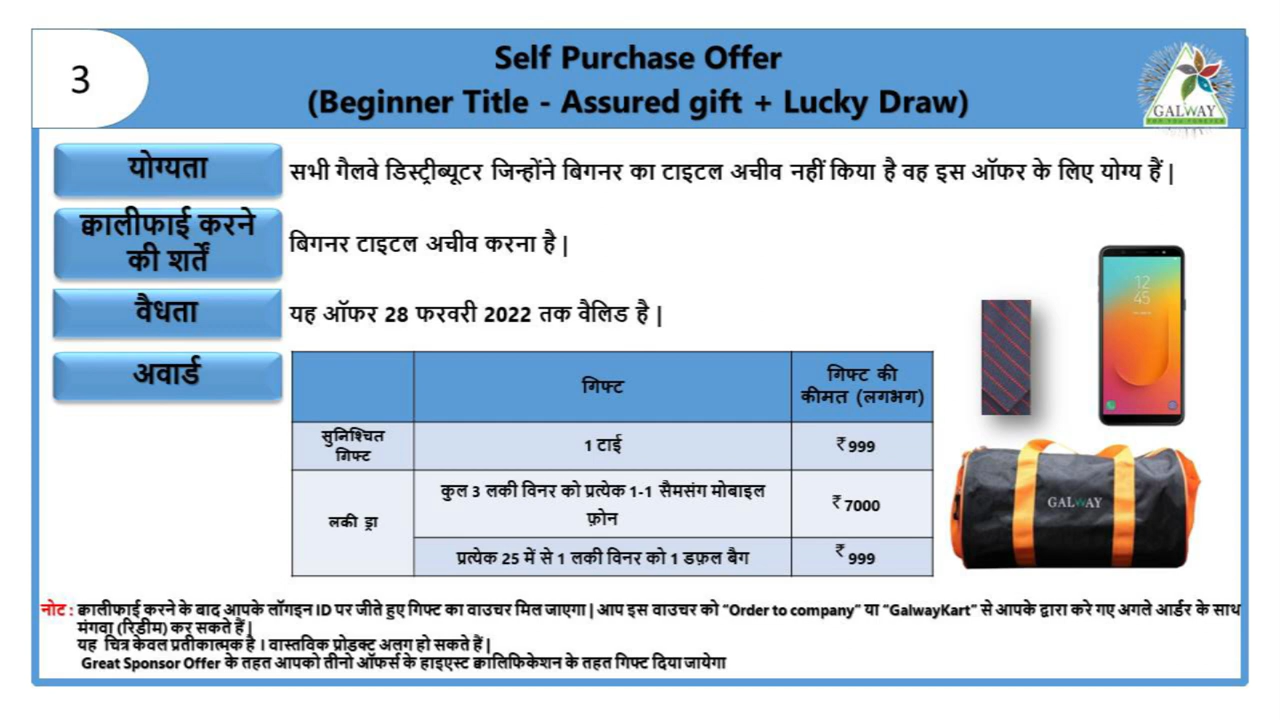 3
Self Purchase Offer
(Beginner Title - Assured gift + Lucky Draw)
GALWAY
योग्यता
सभी गैलवे डिस्ट्रीब्यूटर जिन्होंने बिगनर का टाइटल अचीव नहीं किया है वह इस ऑफर के लिए योग्य हैं |
क्वालीफाई करने
की शर्तें
बिगनर टाइटल अचीव करना है |
वैधता
यह ऑफर 28 फरवरी 2022 तक वैलिड है |
अवार्ड
गिफ्ट
गिफ्ट की
कीमत (लगभग)
सुनिश्चित
गिफ्ट
1 टाई
₹ 999
लकी ड्रा
कुल 3 लकी विनर को प्रत्येक 1-1 सैमसंग मोबाइल
फ़ोन
₹ 7000
प्रत्येक 25 में से 1 लकी विनर को 1 डफ़ल बैग
₹ 999
12
45
GALWAY
नोट : क्वालीफाई करने के बाद आपके लॉगइन ID पर जीते हुए गिफ्ट का वाउचर मिल जाएगा | आप इस वाउचर को "Order to company" या "GalwayKart" से आपके द्वारा करे गए अगले आर्डर के साथ
मंगवा (रिडीम) कर सकते हैं |
यह चित्र केवल प्रतीकात्मक है । वास्तविक प्रोडक्ट अलग हो सकते हैं |
Great Sponsor Offer के तहत आपको तीनो ऑफर्स के हाइएस्ट क्वालिफिकेशन के तहत गिफ्ट दिया जायेगा